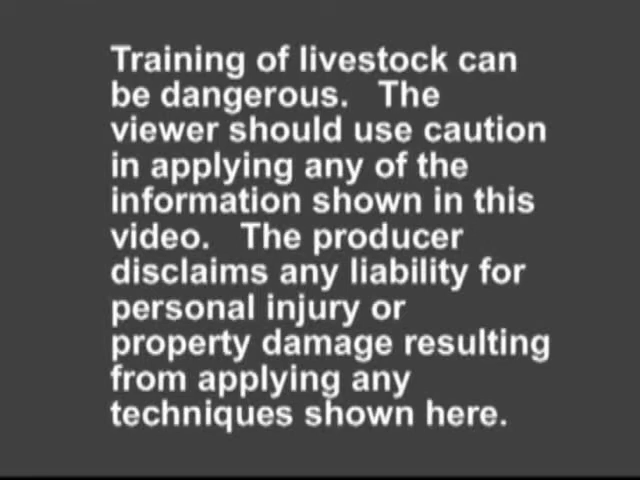 Training of livestock can
be dangerous.   The
viewer should use caution
in applying any of the
information shown in this
video.   The producer
disclaims any liability for
personal injury or
property damage resulting
from applying any
techniques shown here.